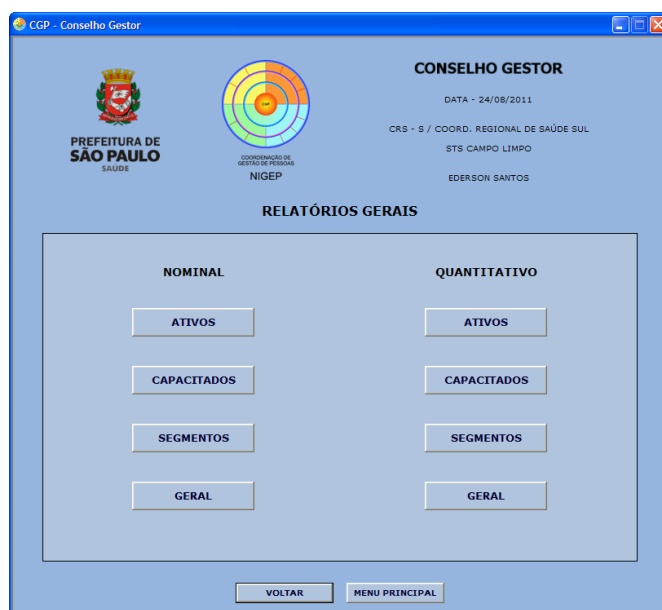 CGP - Conselho Gestor
CONSELHO GESTOR
DATA - 24/08/2011
CRS - S / COORD. REGIONAL DE SAÚDE SUL
STS CAMPO LIMPO
EDERSON SANTOS
PREFEITURA DE
SÃO PAULO
SAÚDE
CGP
COORDENAÇÃO DE
GESTÃO DE PESSOAS
NIGEP
RELATÓRIOS GERAIS
NOMINAL
QUANTITATIVO
ATIVOS
ATIVOS
CAPACITADOS
CAPACITADOS
SEGMENTOS
SEGMENTOS
GERAL
GERAL
VOLTAR
MENU PRINCIPAL